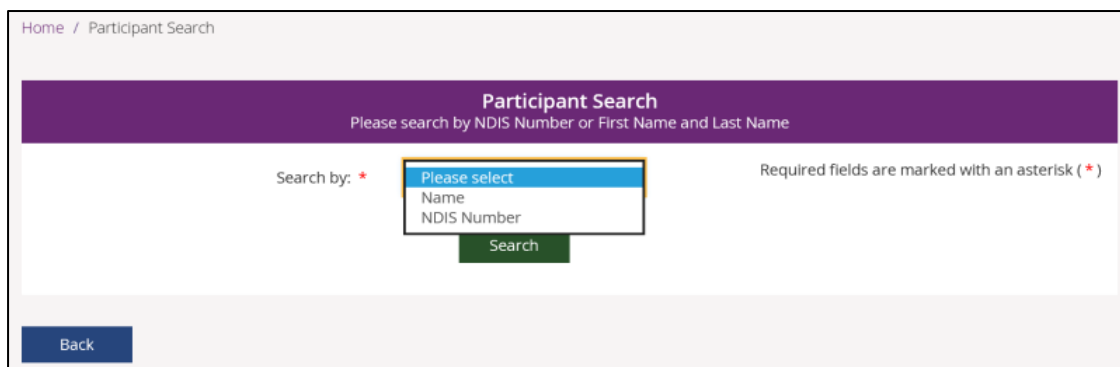 Home / Participant Search
Participant Search
Please search by NDIS Number or First Name and Last Name
Search by: *
Please select
Name
NDIS Number
Required fields are marked with an asterisk (*)
Search
Back